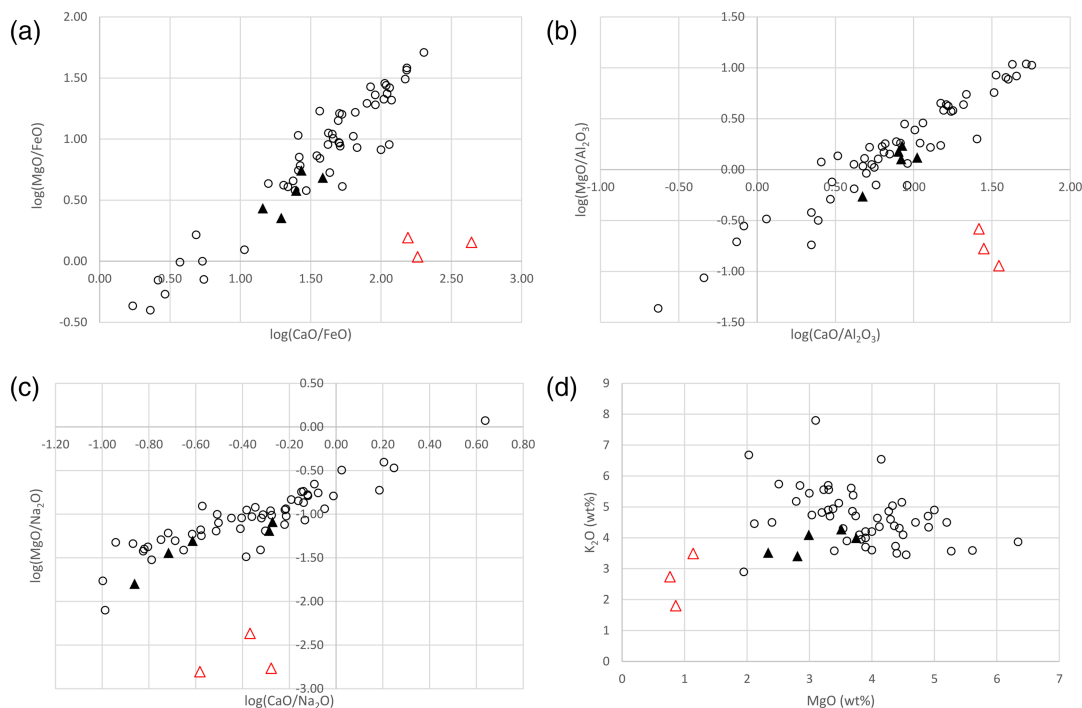 (a)
2.00
1.50
1.00
0.50
0.00
-0.50
log(MgO/FeO)
0.00 0.50 1.00 1.50 2.00 2.50 3.00
log(CaO/FeO)
(b)
1.50
1.00
0.50
0.00
-0.50
-1.00
-1.50
log(MgO/Al₂O₃)
-1.00 -0.50 0.00 0.50 1.00 1.50 2.00
log(CaO/Al₂O₃)
(c)
0.50
0.00
-0.50
-1.00
-1.50
-2.00
-2.50
-3.00
log(MgO/Na₂O)
-1.20 -1.00 -0.80 -0.60 -0.40 -0.20 0.00 0.20 0.40 0.60 0.80
log(CaO/Na₂O)
(d)
9
8
7
6
5
4
3
2
1
0
K₂O (wt%)
0 1 2 3 4 5 6 7
MgO (wt%)